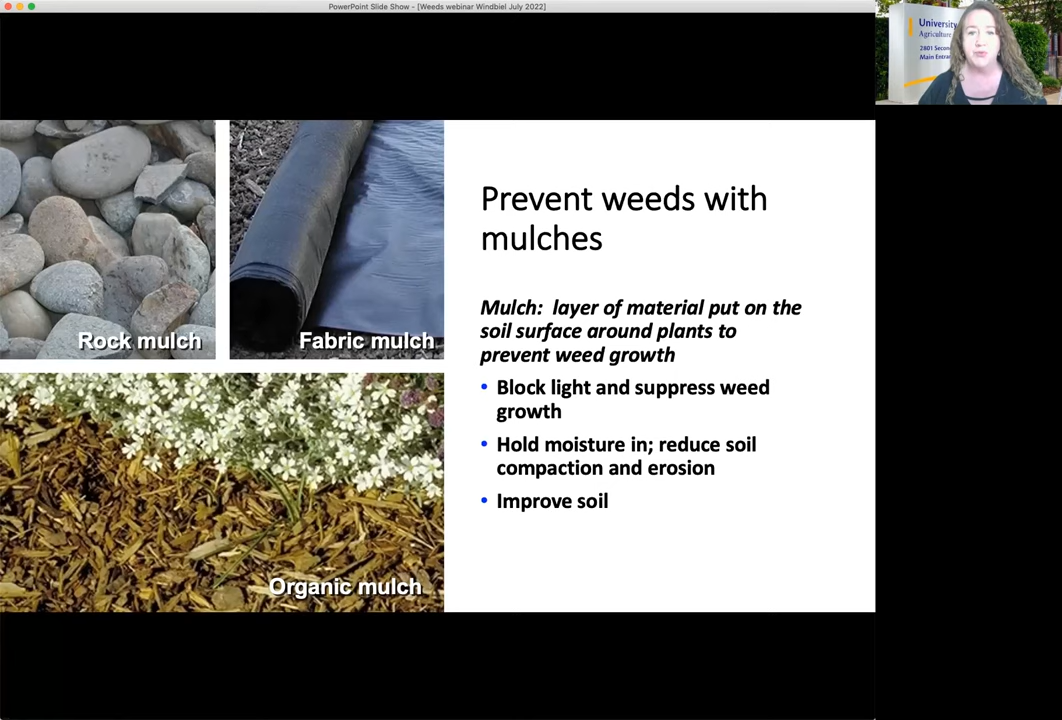 PowerPoint Slide Show - [Weeds webinar Windbiel July 2022]
University
Agriculture
2801 Second
Main Entran
Rock mulch
Fabric mulch
Organic mulch
Prevent weeds with
mulches
Mulch: layer of material put on the
soil surface around plants to
prevent weed growth
• Block light and suppress weed
growth
• Hold moisture in; reduce soil
compaction and erosion
• Improve soil